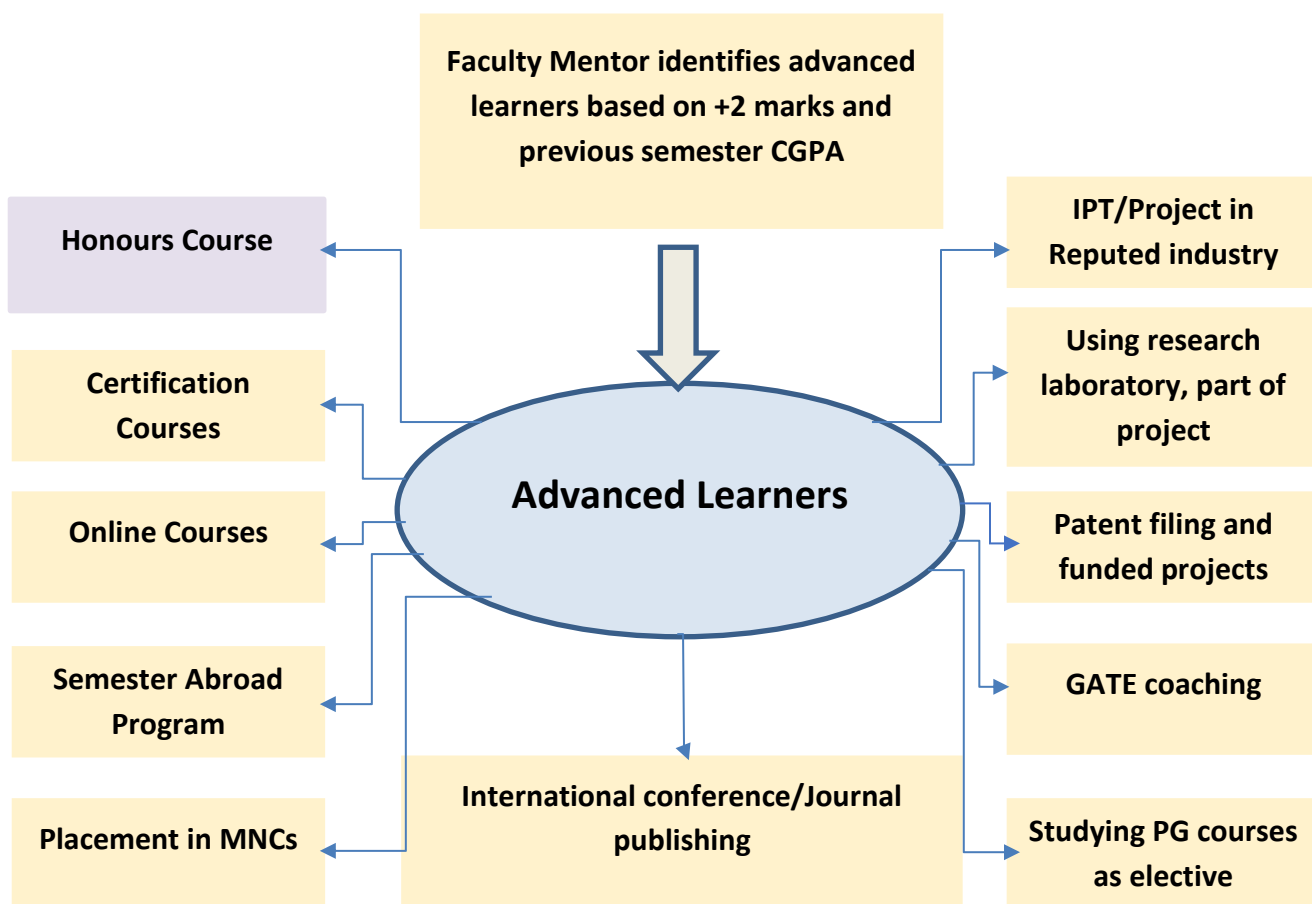 Faculty Mentor identifies advanced
learners based on +2 marks and
previous semester CGPA
Honours Course
Certification
Courses
Online Courses
Semester Abroad
Program
Placement in MNCs
Advanced Learners
International conference/Journal
publishing
IPT/Project in
Reputed industry
Using research
laboratory, part of
project
Patent filing and
funded projects
GATE coaching
Studying PG courses
as elective